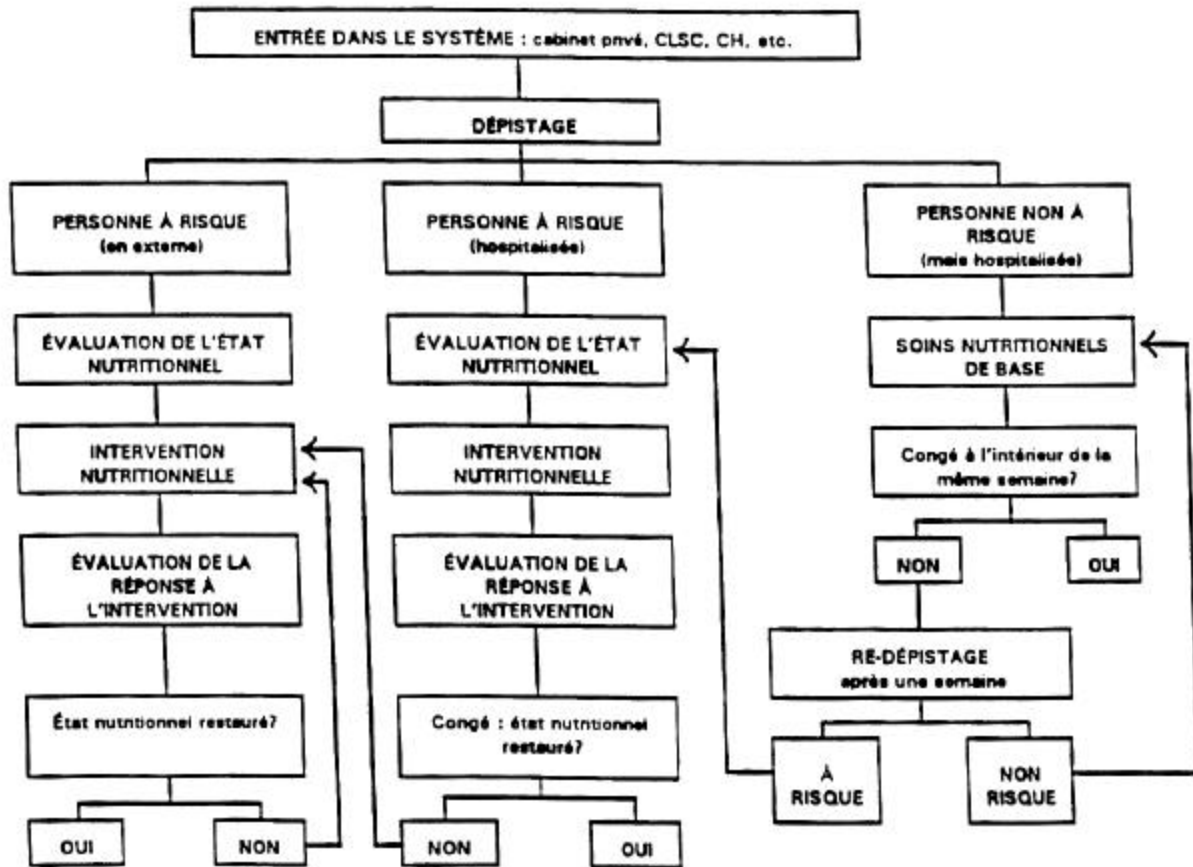 ENTRÉE DANS LE SYSTÈME : cabinet privé, CLSC, CH, etc.
DÉPISTAGE
PERSONNE À RISQUE
(en externe)
PERSONNE À RISQUE
(hospitalisée)
PERSONNE NON À
RISQUE
(mais hospitalisée)
ÉVALUATION DE L'ÉTAT
NUTRITIONNEL
ÉVALUATION DE L'ÉTAT
NUTRITIONNEL
SOINS NUTRITIONNELS
DE BASE
INTERVENTION
NUTRITIONNELLE
INTERVENTION
NUTRITIONNELLE
Congé à l'intérieur de la
même semaine?
NON
OUI
ÉVALUATION DE LA
RÉPONSE À
L'INTERVENTION
ÉVALUATION DE LA
RÉPONSE À
L'INTERVENTION
RE-DÉPISTAGE
après une semaine
État nutritionnel restauré?
Congé : état nutritionnel
restauré?
À
RISQUE
NON
RISQUE
OUI
NON
NON
OUI